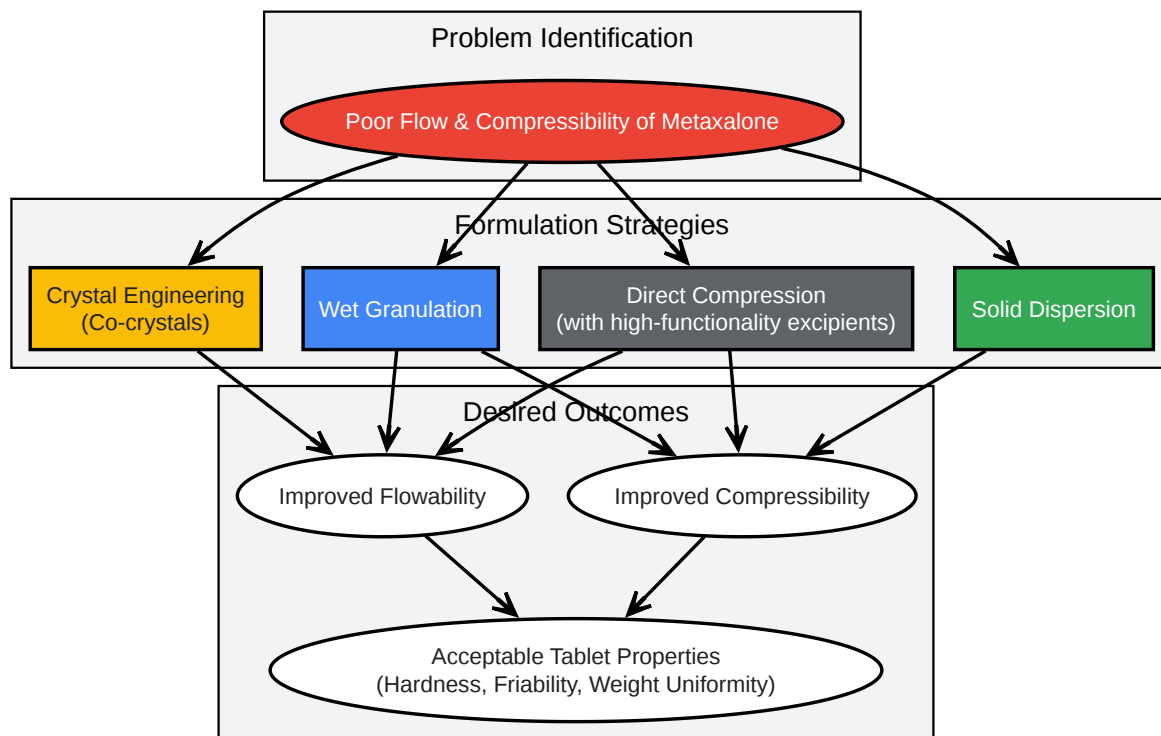 Problem Identification
Poor Flow & Compressibility of Metaxalone
Formulation Strategies
Crystal Engineering
(Co-crystals)
Wet Granulation
Direct Compression
(with high-functionality excipients)
Solid Dispersion
Desired Outcomes
Improved Flowability
Improved Compressibility
Acceptable Tablet Properties
(Hardness, Friability, Weight Uniformity)